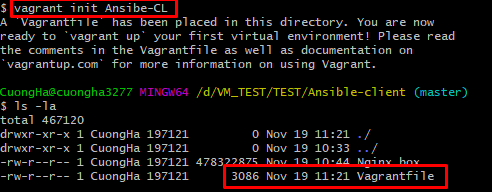 $ vagrant init Ansibe-CL
A `Vagrantfile` has been placed in this directory. You are now
ready to `vagrant up` your first virtual environment! Please read
the comments in the Vagrantfile as well as documentation on
`vagrantup.com` for more information on using Vagrant.
CuongHa@cuongha3277 MINGW64 /d/VM_TEST/TEST/Ansible-client (master)
$ ls -la
total 467120
drwxr-xr-x 1 CuongHa 197121 0 Nov 19 11:21 ./
drwxr-xr-x 1 CuongHa 197121 0 Nov 19 10:33 ../
-rw-r--r-- 1 CuongHa 197121 478322875 Nov 19 10:44 Nginx.box
-rw-r--r-- 1 CuongHa 197121 3086 Nov 19 11:21 Vagrantfile